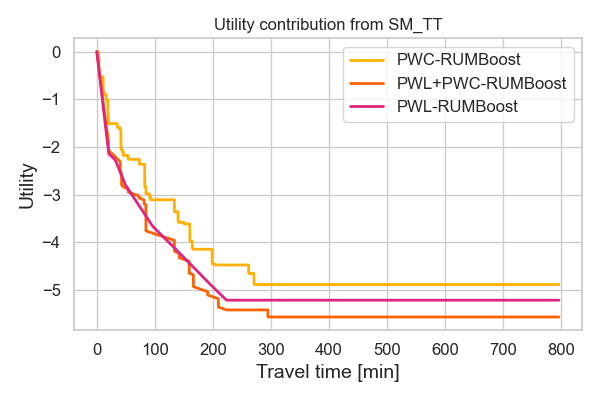 Utility contribution from SM_TT
PWC-RUMBoost
PWL+PWC-RUMBoost
PWL-RUMBoost
Utility
0
−1
−2
−3
−4
−5
0 100 200 300 400 500 600 700 800
Travel time [min]